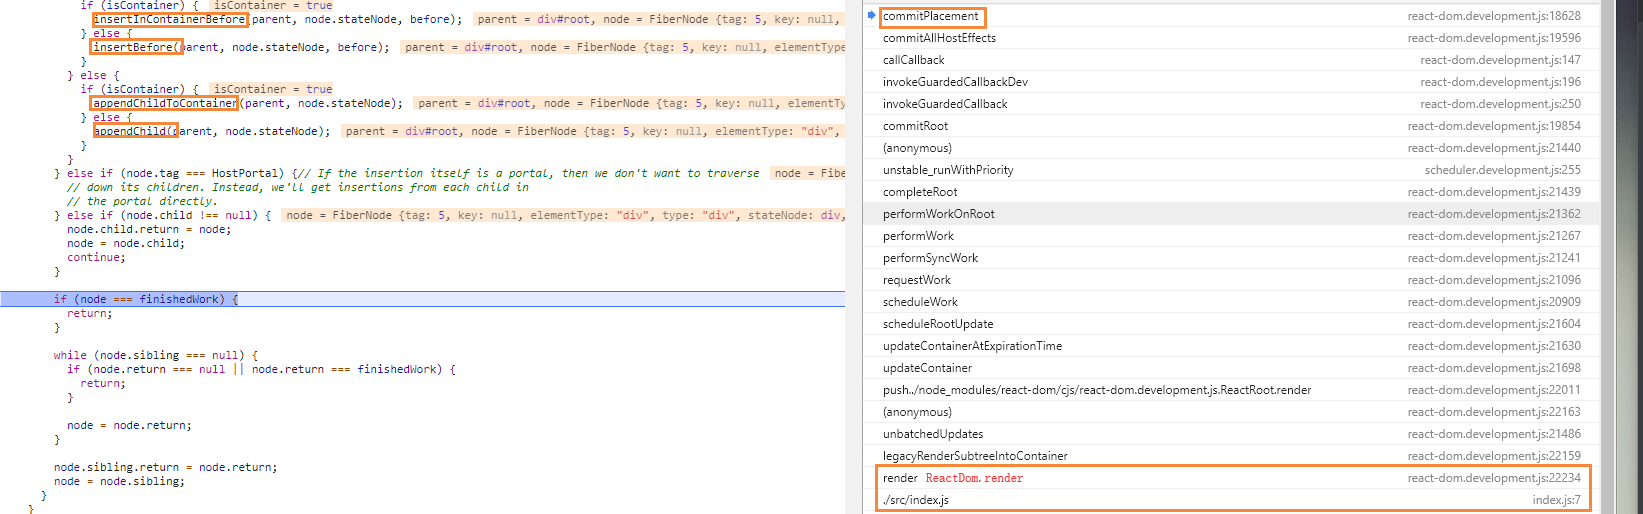 if (isContainer) { isContainer = true
insertInContainerBefore(parent, node.stateNode, before); parent = div#root, node = FiberNode {tag: 5, key: null,
} else {
insertBefore(parent, node.stateNode, before); parent = div#root, node = FiberNode {tag: 5, key: null, elementType
}
} else {
if (isContainer) { isContainer = true
appendChildToContainer(parent, node.stateNode); parent = div#root, node = FiberNode {tag: 5, key: null, elementTyp
} else {
appendChild(parent, node.stateNode); parent = div#root, node = FiberNode {tag: 5, key: null, elementType: "div",
}
}
} else if (node.tag === HostPortal) {// If the insertion itself is a portal, then we don't want to traverse node = Fibe
// down its children. Instead, we'll get insertions from each child in
// the portal directly.
} else if (node.child !== null) { node = FiberNode {tag: 5, key: null, elementType: "div", type: "div", stateNode: div,
node.child.return = node;
node = node.child;
continue;
}
if (node === finishedWork) {
return;
}
while (node.sibling === null) {
if (node.return === null || node.return === finishedWork) {
return;
}
node = node.return;
}
node.sibling.return = node.return;
node = node.sibling;
}
}
commitPlacement react-dom.development.js:18628
commitAllHostEffects react-dom.development.js:19596
callCallback react-dom.development.js:147
invokeGuardedCallbackDev react-dom.development.js:196
invokeGuardedCallback react-dom.development.js:250
commitRoot react-dom.development.js:19854
(anonymous) react-dom.development.js:21440
unstable_runWithPriority scheduler.development.js:255
completeRoot react-dom.development.js:21439
performWorkOnRoot react-dom.development.js:21362
performWork react-dom.development.js:21267
performSyncWork react-dom.development.js:21241
requestWork react-dom.development.js:21096
scheduleWork react-dom.development.js:20909
scheduleRootUpdate react-dom.development.js:21604
updateContainerAtExpirationTime react-dom.development.js:21630
updateContainer react-dom.development.js:21698
push../node_modules/react-dom/cjs/react-dom.development.js.ReactRoot.render react-dom.development.js:22011
(anonymous) react-dom.development.js:22163
unbatchedUpdates react-dom.development.js:21486
legacyRenderSubtreeIntoContainer react-dom.development.js:22159
render ReactDom.render react-dom.development.js:22234
./src/index.js index.js:7